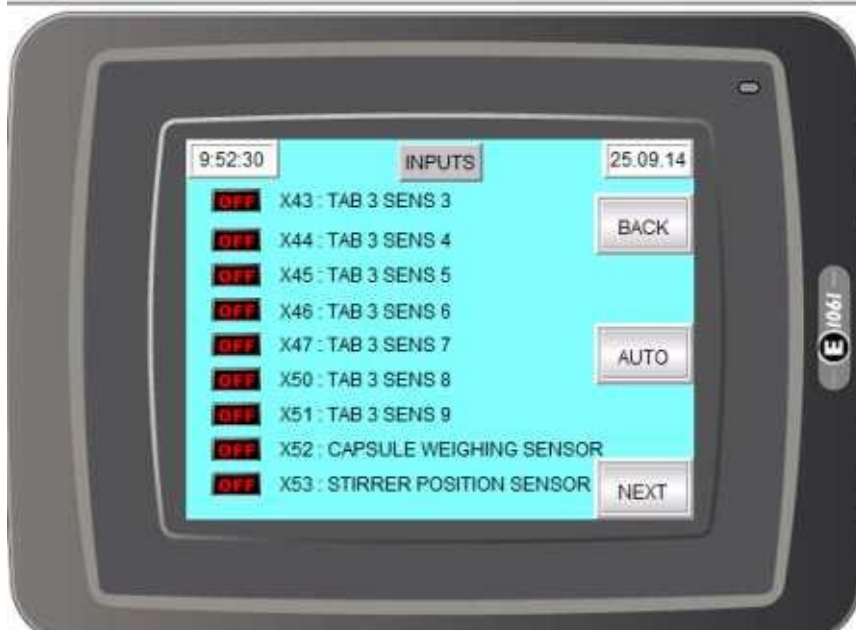 9:52:30 INPUTS 25.09.14
OFF X43 : TAB 3 SENS 3
BACK
OFF X44 : TAB 3 SENS 4
OFF X45 : TAB 3 SENS 5
OFF X46 : TAB 3 SENS 6
OFF X47 : TAB 3 SENS 7
AUTO
OFF X50 : TAB 3 SENS 8
OFF X51 : TAB 3 SENS 9
OFF X52 : CAPSULE WEIGHING SENSOR
OFF X53 : STIRRER POSITION SENSOR
NEXT
E 1061